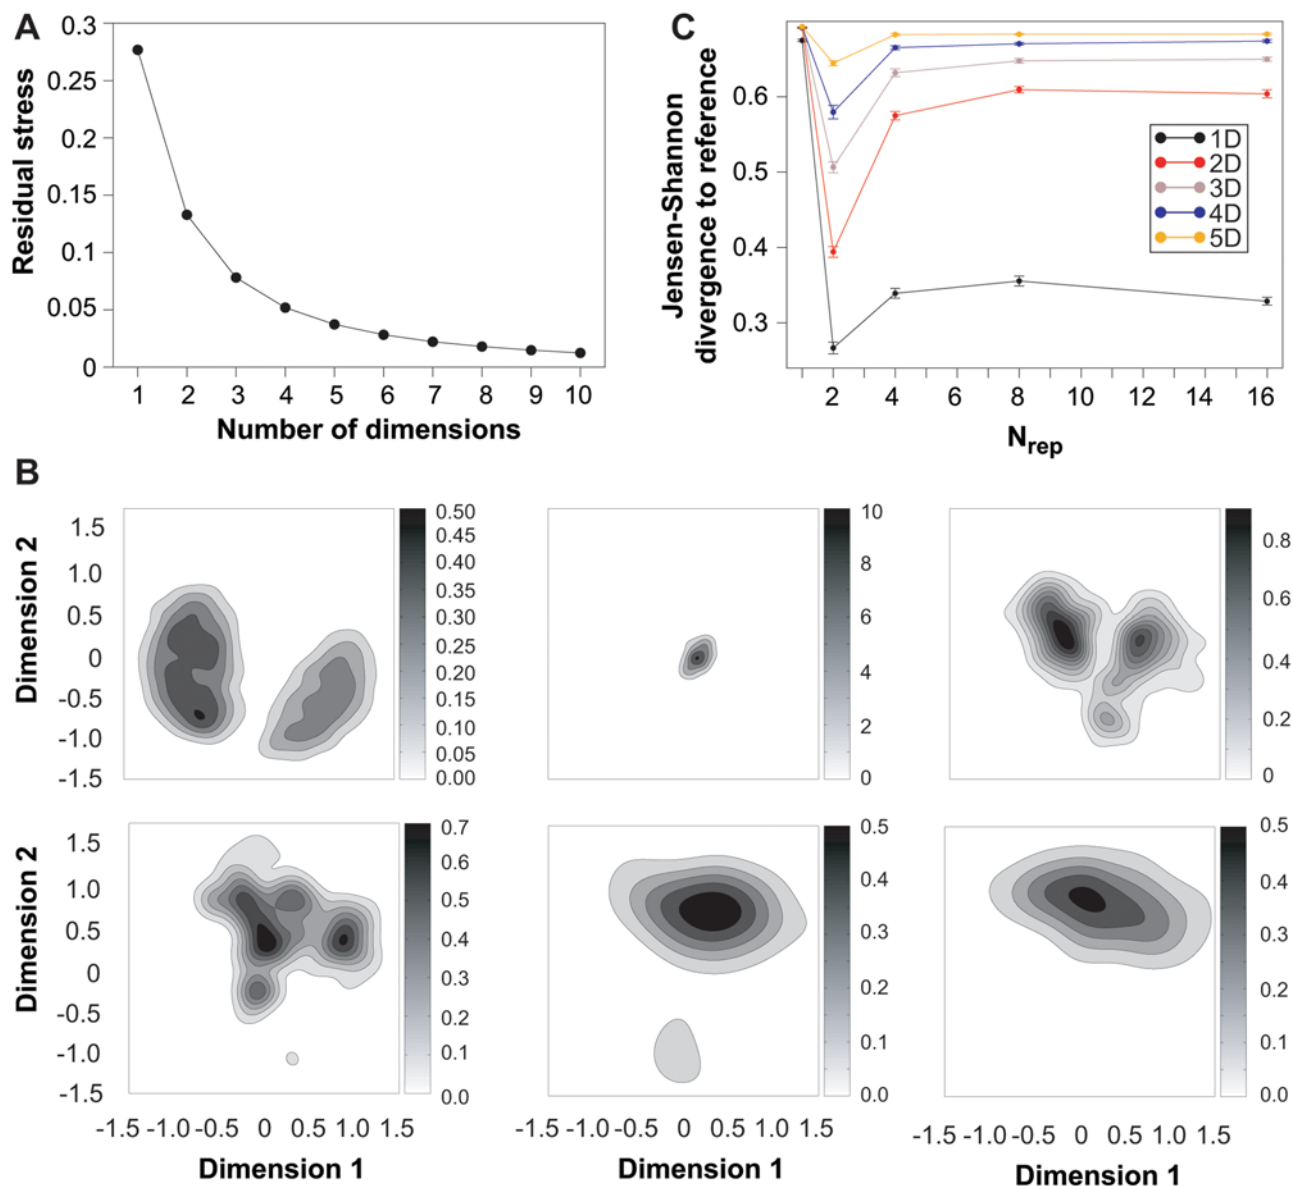 A
Residual stress
0.3
0.25
0.2
0.15
0.1
0.05
0
1 2 3 4 5 6 7 8 9 10
Number of dimensions
C
Jensen-Shannon
divergence to reference
0.6
0.5
0.4
0.3
1D
2D
3D
4D
5D
2 4 6 8 10 12 14 16
Nrep
B
Dimension 2
1.5
1.0
0.5
0
-0.5
-1.0
-1.5
0.50
0.45
0.40
0.35
0.30
0.25
0.20
0.15
0.10
0.05
0.00
10
8
6
4
2
0
0.8
0.6
0.4
0.2
0
Dimension 2
1.5
1.0
0.5
0
-0.5
-1.0
-1.5
0.7
0.6
0.5
0.4
0.3
0.2
0.1
0.0
0.5
0.4
0.3
0.2
0.1
0.0
0.5
0.4
0.3
0.2
0.1
0.0
-1.5 -1.0 -0.5 0 0.5 1.0 1.5
Dimension 1
-1.5 -1.0 -0.5 0 0.5 1.0 1.5
Dimension 1
-1.5 -1.0 -0.5 0 0.5 1.0 1.5
Dimension 1